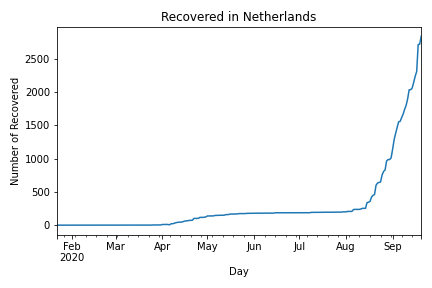 Recovered in Netherlands
Number of Recovered
2500
2000
1500
1000
500
0
Feb Mar Apr May Jun Jul Aug Sep
2020
Day